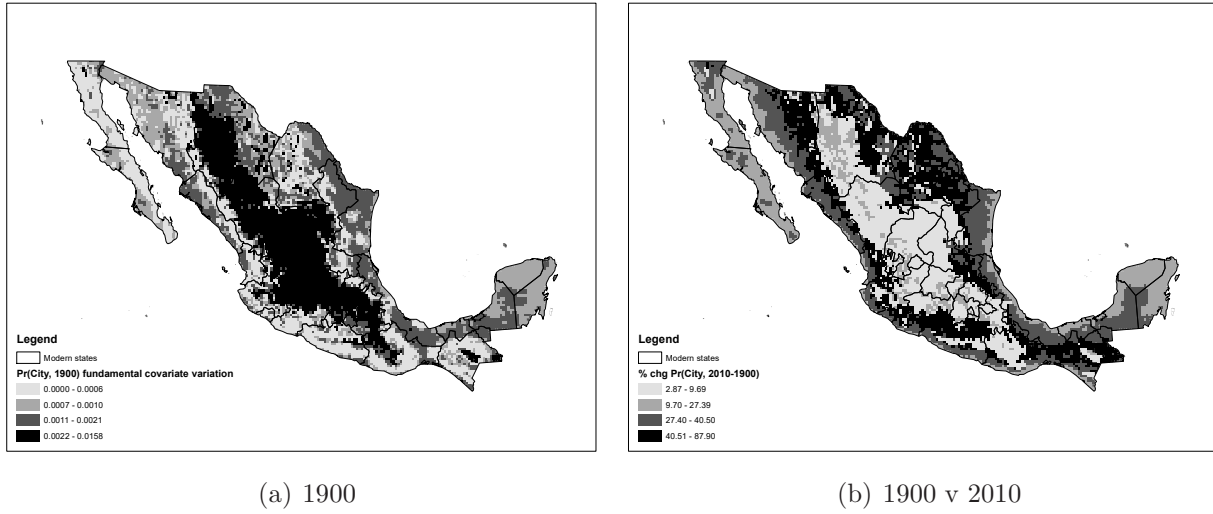 Legend
Modern states
Pr(City, 1900) fundamental covariate variation
0.0000 - 0.0006
0.0007 - 0.0010
0.0011 - 0.0021
0.0022 - 0.0158
(a) 1900
Legend
Modern states
% chg Pr(City, 2010-1900)
2.87 - 9.69
9.70 - 27.39
27.40 - 40.50
40.51 - 87.90
(b) 1900 v 2010